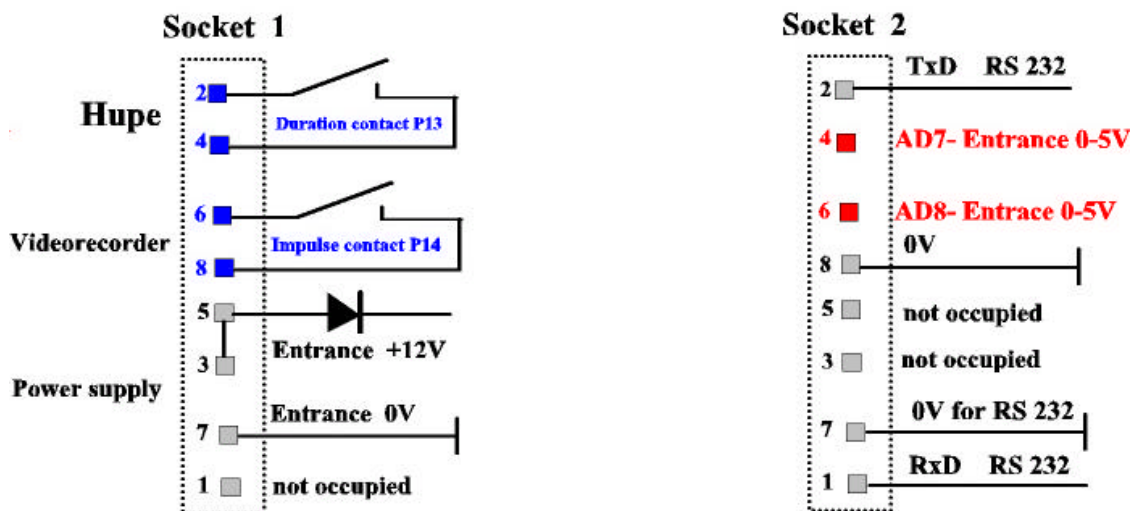 Socket 1
2
Hupe
Duration contact P13
4
6
Videorecorder
Impulse contact P14
8
5
Entrance +12V
3
Power supply
Entrance 0V
7
1 not occupied
Socket 2
TxD RS 232
2
4 AD7- Entrance 0-5V
6 AD8- Entrace 0-5V
0V
8
5 not occupied
3 not occupied
0V for RS 232
7
RxD RS 232
1